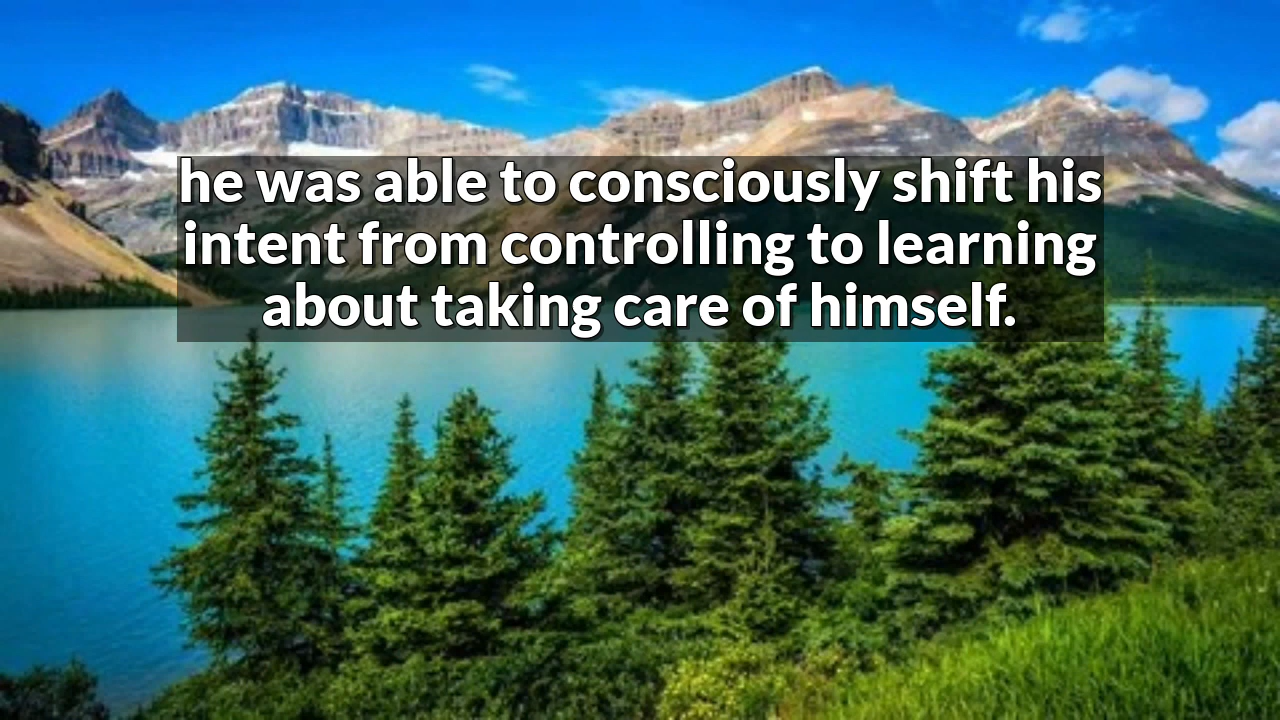 he was able to consciously shift his
intent from controlling to learning
about taking care of himself.